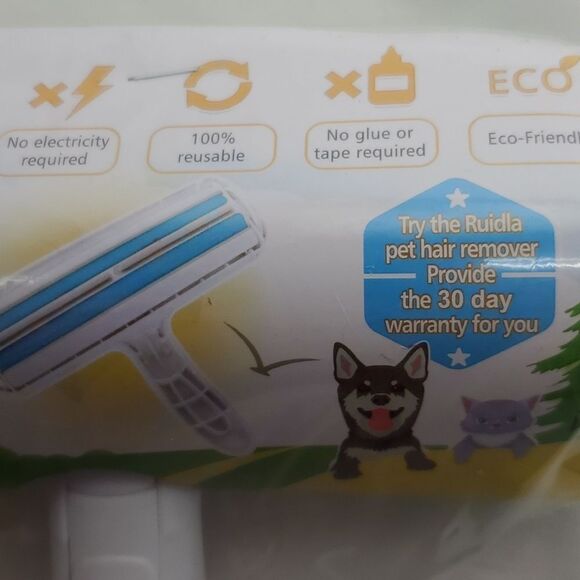 ECO
No electricity
required
100%
reusable
No glue or
tape required
Eco-Friendl
Try the Ruidla
pet hair remover
Provide
the 30 day
warranty for you